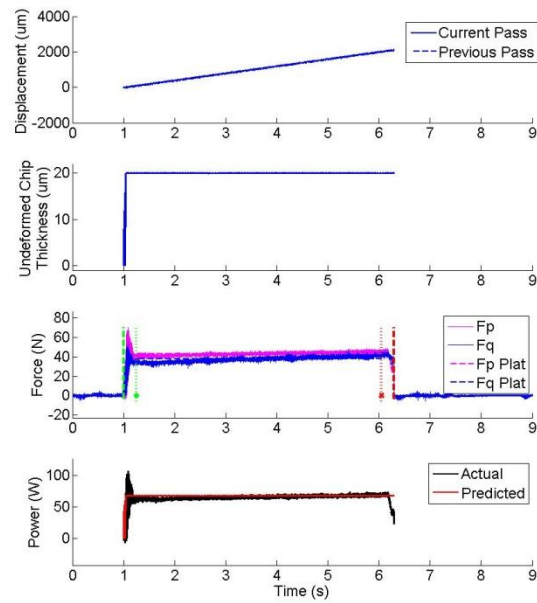 4000
2000
0
-2000
Displacement (um)
Current Pass
Previous Pass
0 1 2 3 4 5 6 7 8 9
20
10
0
Undeformed Chip
Thickness (um)
0 1 2 3 4 5 6 7 8 9
80
60
40
20
0
-20
Force (N)
Fp
Fq
Fp Plat
Fq Plat
0 1 2 3 4 5 6 7 8 9
100
50
0
Power (W)
Actual
Predicted
0 1 2 3 4 5 6 7 8 9
Time (s)